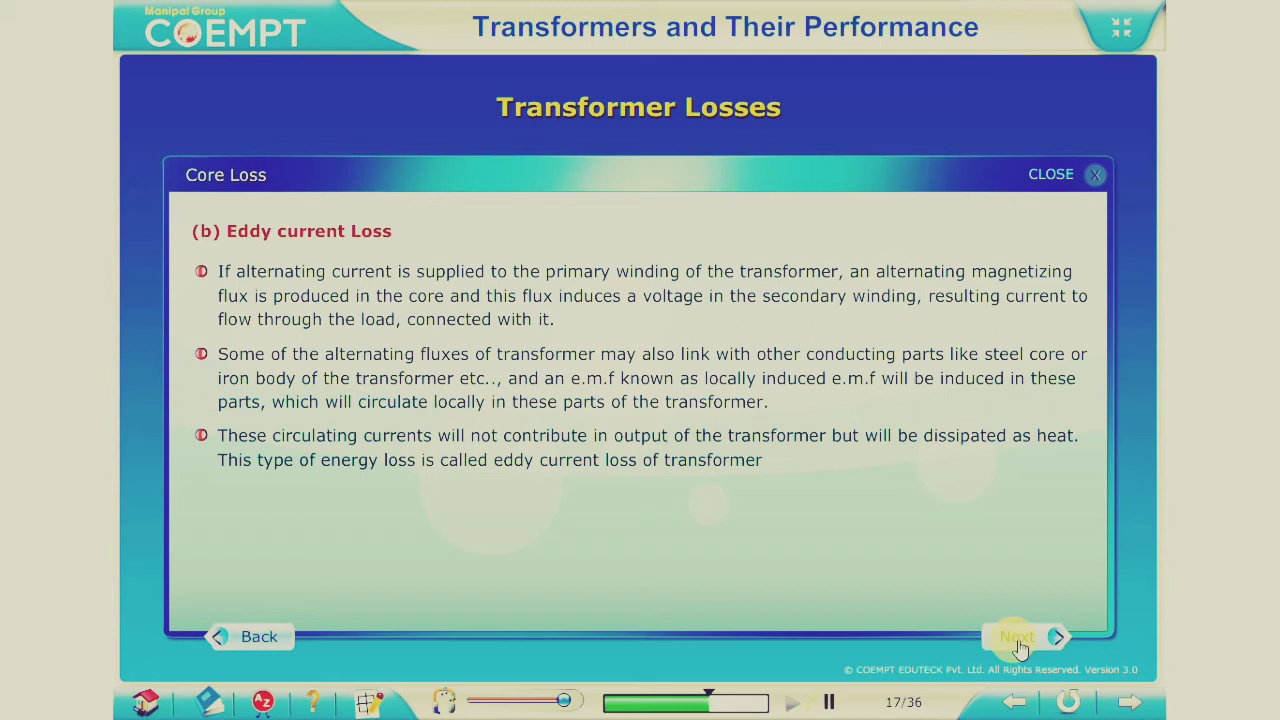 Manipal Group
COEMPT
Transformers and Their Performance
Transformer Losses
Core Loss
CLOSE X
(b) Eddy current Loss
If alternating current is supplied to the primary winding of the transformer, an alternating magnetizing
flux is produced in the core and this flux induces a voltage in the secondary winding, resulting current to
flow through the load, connected with it.
Some of the alternating fluxes of transformer may also link with other conducting parts like steel core or
iron body of the transformer etc.., and an e.m.f known as locally induced e.m.f will be induced in these
parts, which will circulate locally in these parts of the transformer.
These circulating currents will not contribute in output of the transformer but will be dissipated as heat.
This type of energy loss is called eddy current loss of transformer
Back
Next
© COEMPT EDUTECK Pvt. Ltd. All Rights Reserved. Version 3.0
AZ
?
17/36